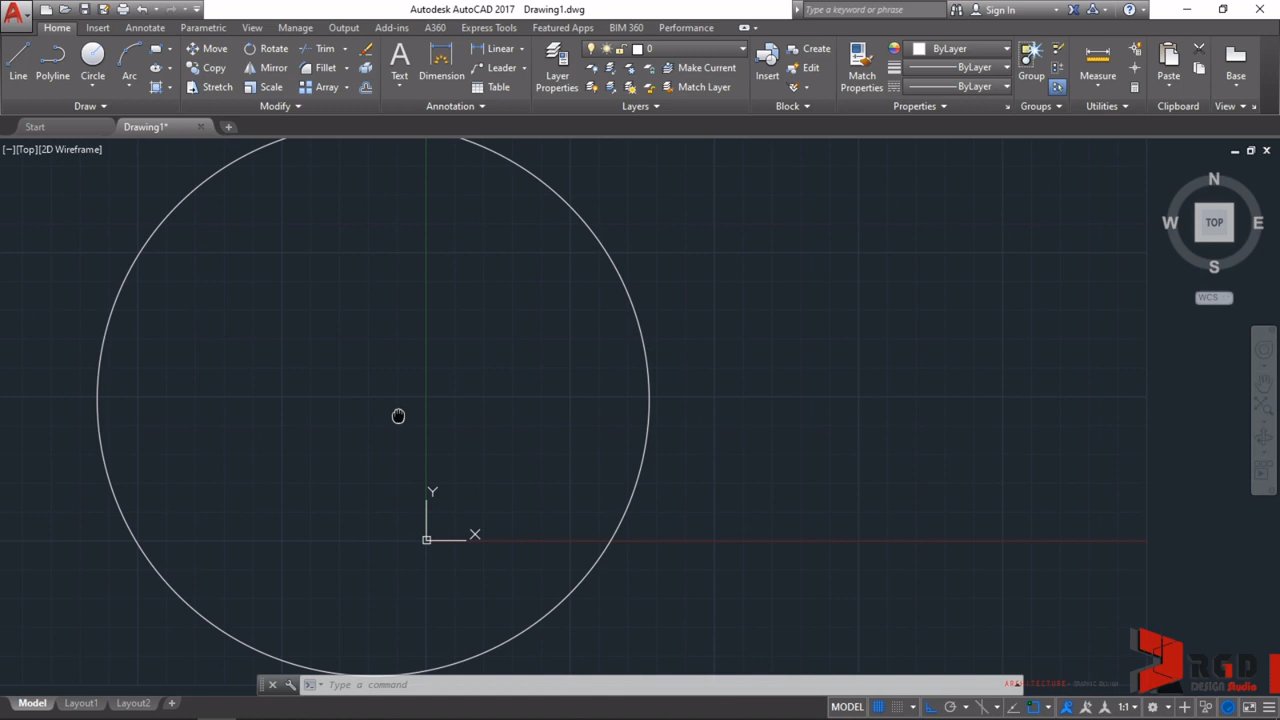 Autodesk AutoCAD 2017 Drawing1.dwg
Type a keyword or phrase
Sign In
Home Insert Annotate Parametric View Manage Output Add-ins A360 Express Tools Featured Apps BIM 360 Performance
Line Polyline Circle Arc
Move Rotate Trim
Copy Mirror Fillet
Stretch Scale Array
Text Dimension
Linear
Leader
Table
Layer Properties
0
Make Current
Match Layer
Insert
Create
Edit
Match Properties
ByLayer
ByLayer
ByLayer
Group
Measure
Paste
Base
Draw Modify Annotation Layers Block Properties Groups Utilities Clipboard View
Start Drawing1*
[−][Top][2D Wireframe]
N
W TOP E
S
WCS
Y
X
Type a command
ARCHITECTURE
RGD
DESIGN Studio
Model Layout1 Layout2
MODEL
1:1